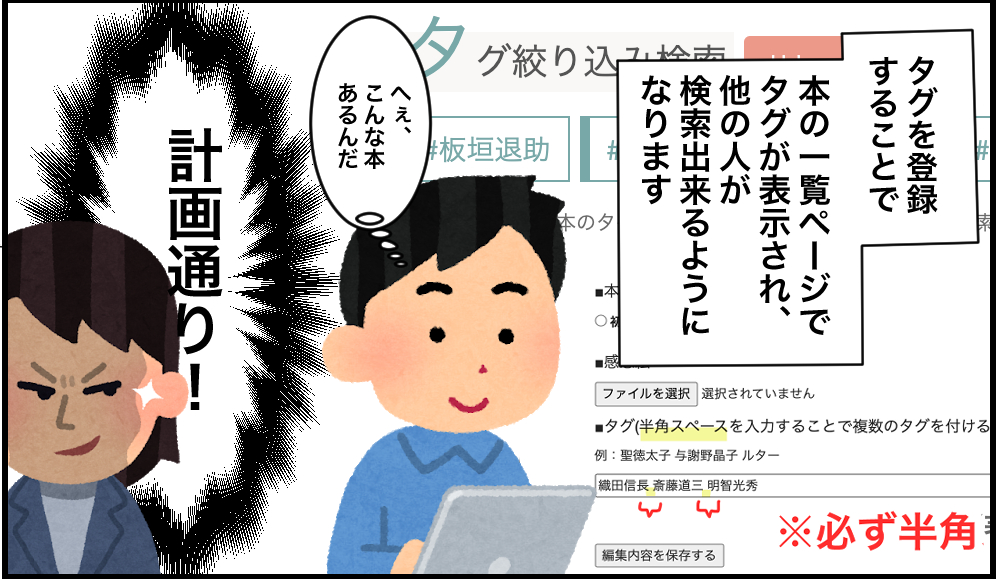 タグを登録
することで
本の一覧ページで
タグが表示され、
他の人が
検索出来るように
なります
へぇ、
こんな本
あるんだ
計画通り!
タグ絞り込み検索
#板垣退助
#
#
本のタ
索
■本
■感
ファイルを選択 選択されていません
■タグ(半角スペースを入力することで複数のタグを付ける
例:聖徳太子 与謝野晶子 ルター
織田信長 斎藤道三 明智光秀
※必ず半角
編集内容を保存する